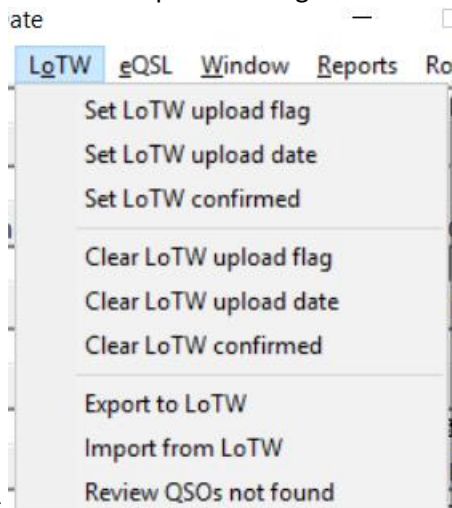 ate
LoTW eQSL Window Reports Ro
Set LoTW upload flag
Set LoTW upload date
Set LoTW confirmed
Clear LoTW upload flag
Clear LoTW upload date
Clear LoTW confirmed
Export to LoTW
Import from LoTW
Review QSOs not found